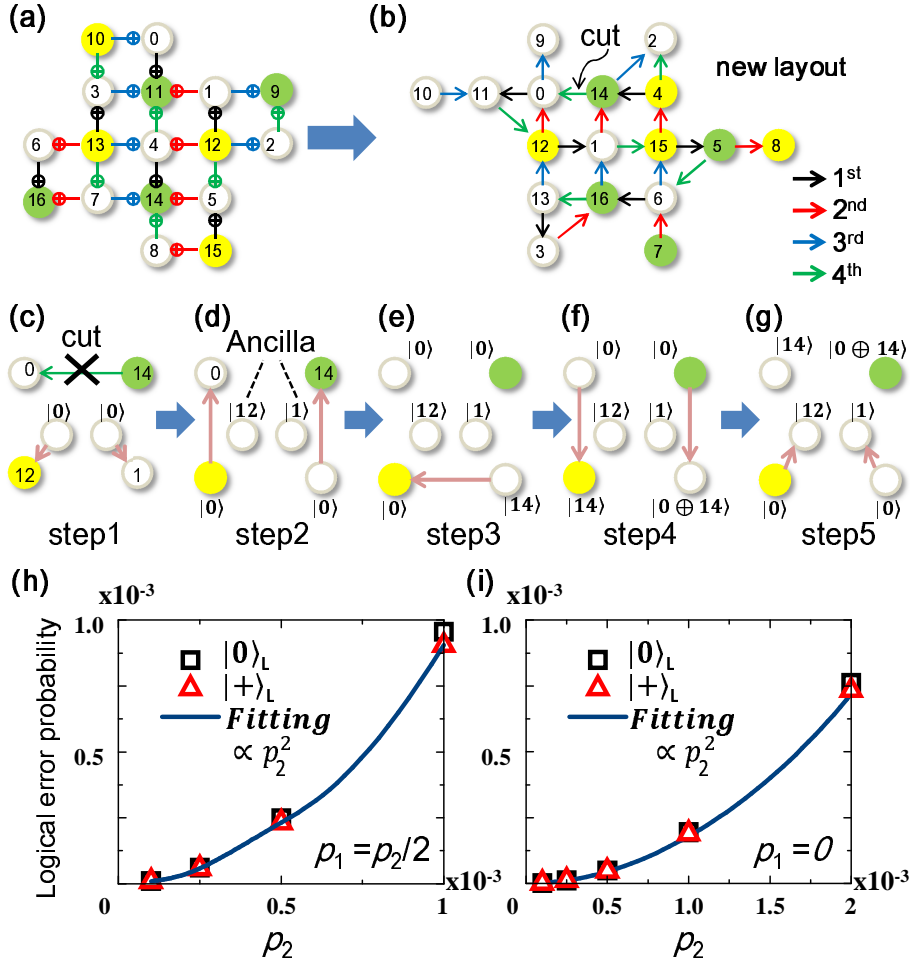 (a)
(b)
10 0
3 11 1 9
6 13 4 12 2
16 7 14 5
8 15
9 2
cut
new layout
10 11 0 14 4
12 1 15 5 8
13 16 6
3 7
1st
2nd
3rd
4th
(c) (d) (e) (f) (g)
cut
Ancilla
|0⟩ |0⟩ |0⟩ |0⟩ |14⟩ |0 ⊕ 14⟩
0 14 0 14
|0⟩ |0⟩ |12⟩ |1⟩ |12⟩ |1⟩ |12⟩ |1⟩ |12⟩ |1⟩
12 1
|0⟩ |0⟩ |0⟩ |14⟩ |14⟩ |0 ⊕ 14⟩ |0⟩ |0⟩
step1 step2 step3 step4 step5
(h)
x10-3
Logical error probability
1.0
0.5
0
|0⟩L
|+⟩L
Fitting
∝ p₂²
p₁ =p₂/2
0.5 1
x10-3
p₂
(i)
x10-3
1.0
0.5
0
|0⟩L
|+⟩L
Fitting
∝ p₂²
p₁ =0
0.5 1.0 1.5 2
x10-3
p₂